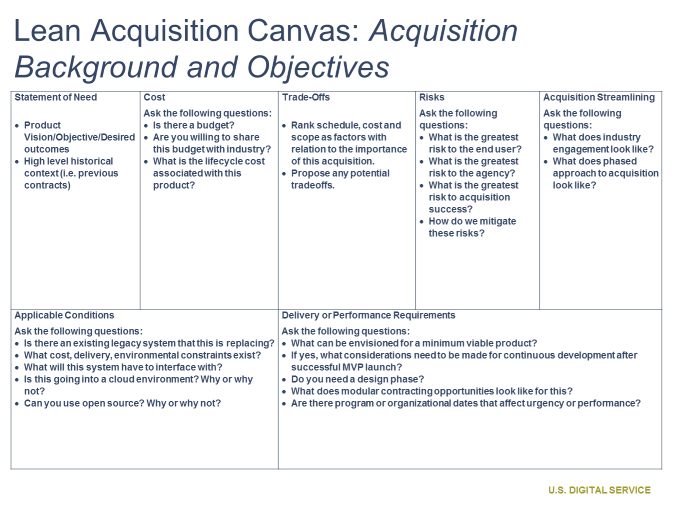 Lean Acquisition Canvas: Acquisition
Background and Objectives
Statement of Need
• Product
Vision/Objective/Desired
outcomes
• High level historical
context (i.e. previous
contracts)
Cost
Ask the following questions:
• Is there a budget?
• Are you willing to share
this budget with industry?
• What is the lifecycle cost
associated with this
product?
Trade-Offs
• Rank schedule, cost and
scope as factors with
relation to the importance
of this acquisition.
• Propose any potential
tradeoffs.
Risks
Ask the following
questions:
• What is the greatest
risk to the end user?
• What is the greatest
risk to the agency?
• What is the greatest
risk to acquisition
success?
• How do we mitigate
these risks?
Acquisition Streamlining
Ask the following
questions:
• What does industry
engagement look like?
• What does phased
approach to acquisition
look like?
Applicable Conditions
Ask the following questions:
• Is there an existing legacy system that this is replacing?
• What cost, delivery, environmental constraints exist?
• What will this system have to interface with?
• Is this going into a cloud environment? Why or why
not?
• Can you use open source? Why or why not?
Delivery or Performance Requirements
Ask the following questions:
• What can be envisioned for a minimum viable product?
• If yes, what considerations need to be made for continuous development after
successful MVP launch?
• Do you need a design phase?
• What does modular contracting opportunities look like for this?
• Are there program or organizational dates that affect urgency or performance?
U.S. DIGITAL SERVICE